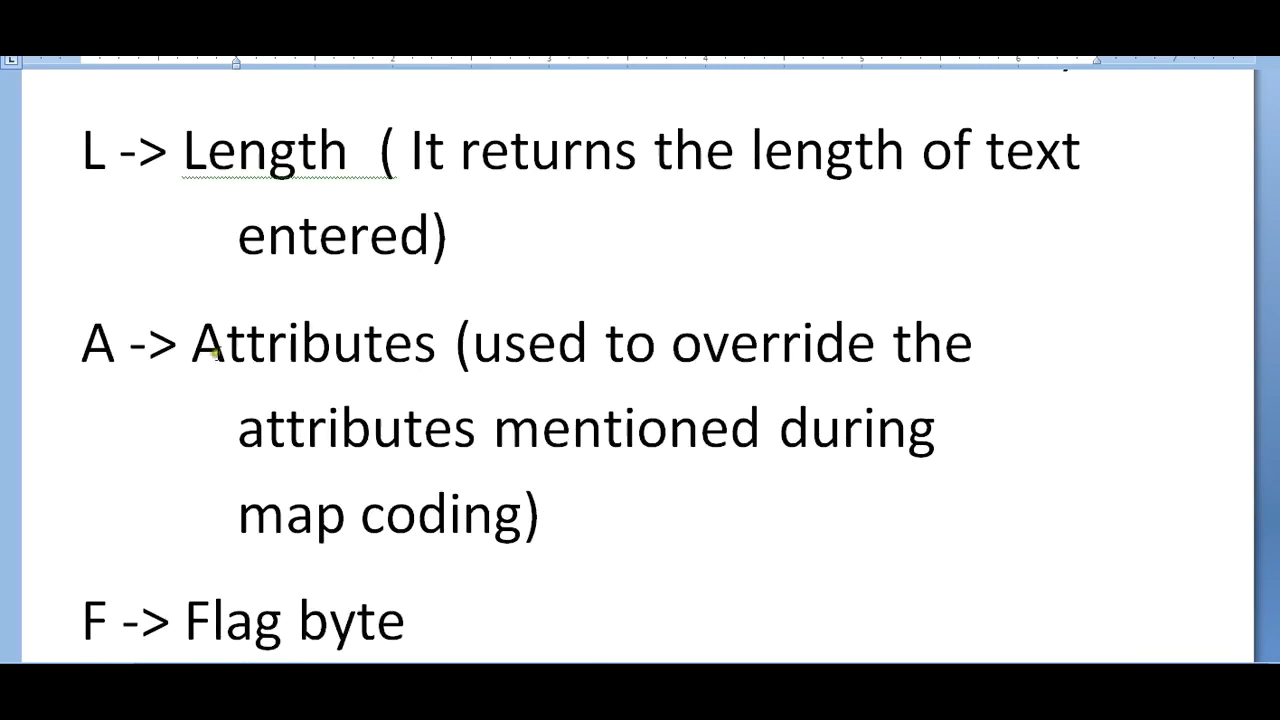 L -> Length ( It returns the length of text
entered)
A -> Attributes (used to override the
attributes mentioned during
map coding)
F -> Flag byte